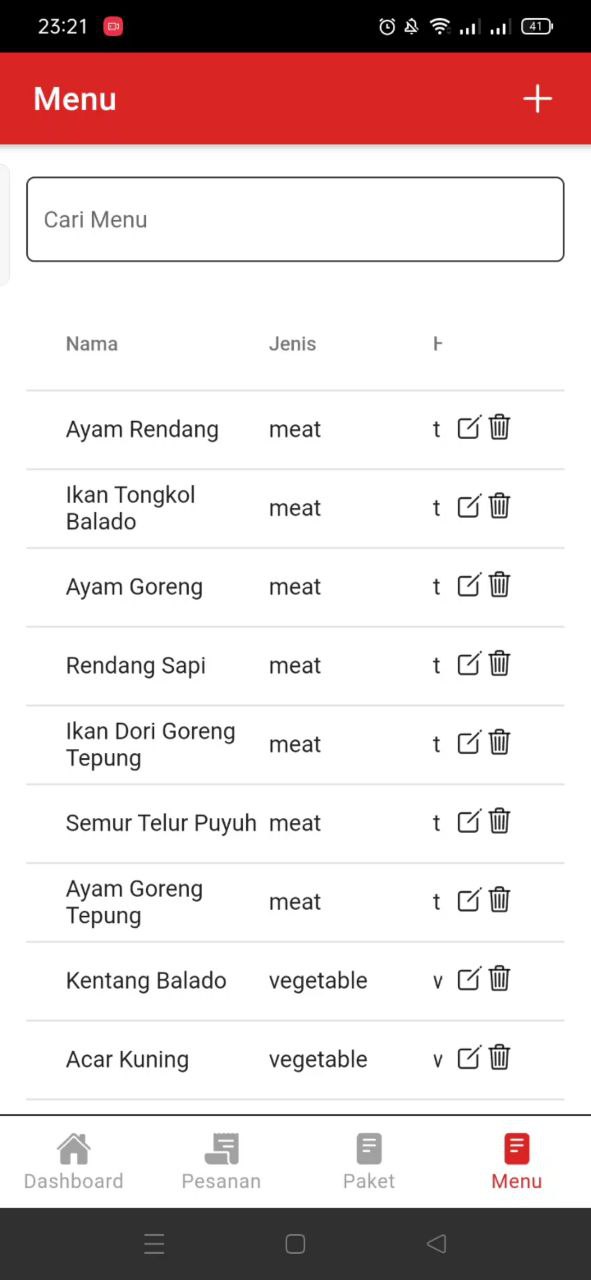 23:21
41
Menu
Cari Menu
Nama Jenis
Ayam Rendang meat t
Ikan Tongkol
Balado
meat t
Ayam Goreng meat t
Rendang Sapi meat t
Ikan Dori Goreng
Tepung
meat t
Semur Telur Puyuh meat t
Ayam Goreng
Tepung
meat t
Kentang Balado vegetable
Acar Kuning vegetable
Dashboard Pesanan Paket Menu